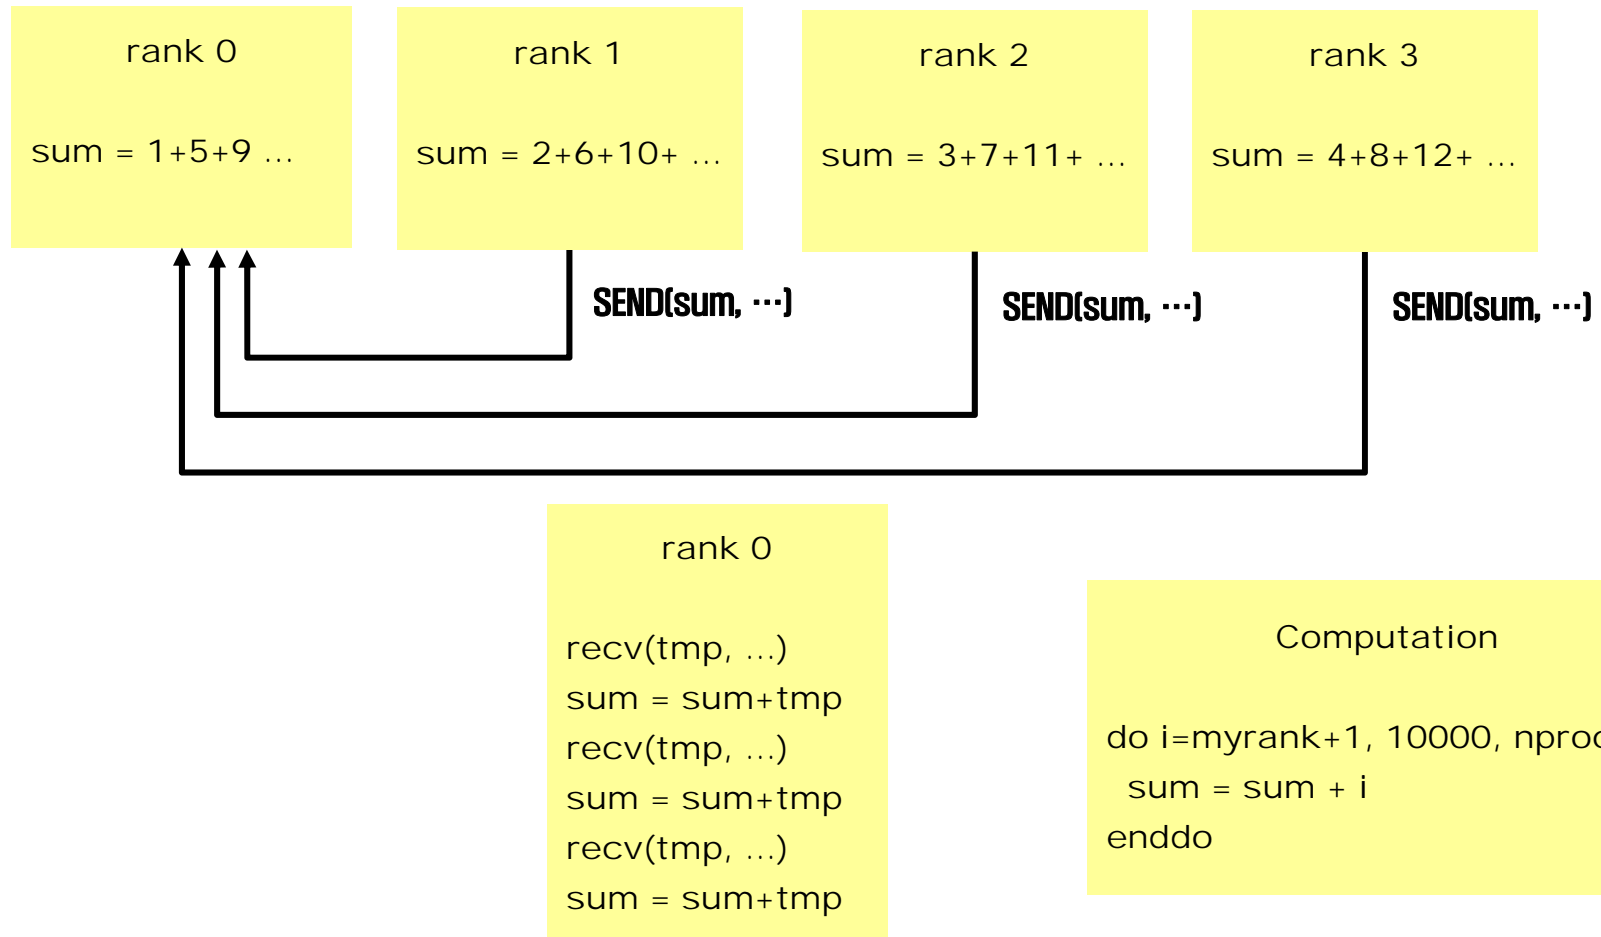 rank 0
sum = 1+5+9 ...
rank 1
sum = 2+6+10+ ...
rank 2
sum = 3+7+11+ ...
rank 3
sum = 4+8+12+ ...
SEND(sum, ···)
SEND(sum, ···)
SEND(sum, ···)
rank 0
recv(tmp, ...)
sum = sum+tmp
recv(tmp, ...)
sum = sum+tmp
recv(tmp, ...)
sum = sum+tmp
Computation
do i=myrank+1, 10000,
sum = sum + i
enddo